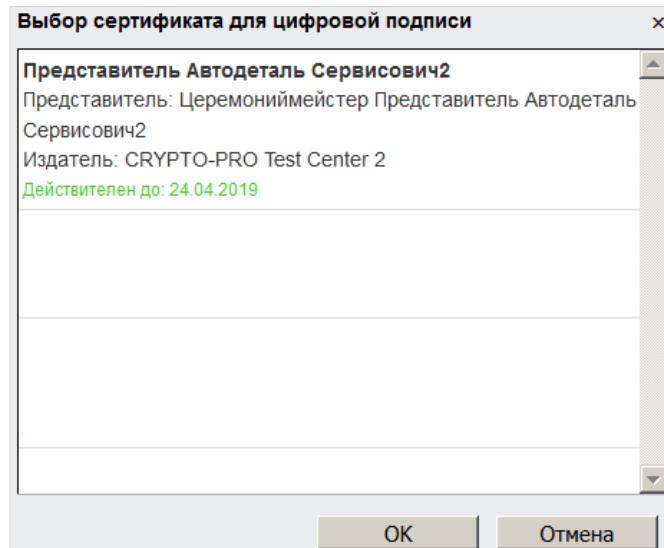 Выбор сертификата для цифровой подписи ×
Представитель Автодеталь Сервисович2
Представитель: Церемониймейстер Представитель Автодеталь
Сервисович2
Издатель: CRYPTO-PRO Test Center 2
Действителен до: 24.04.2019
OK Отмена